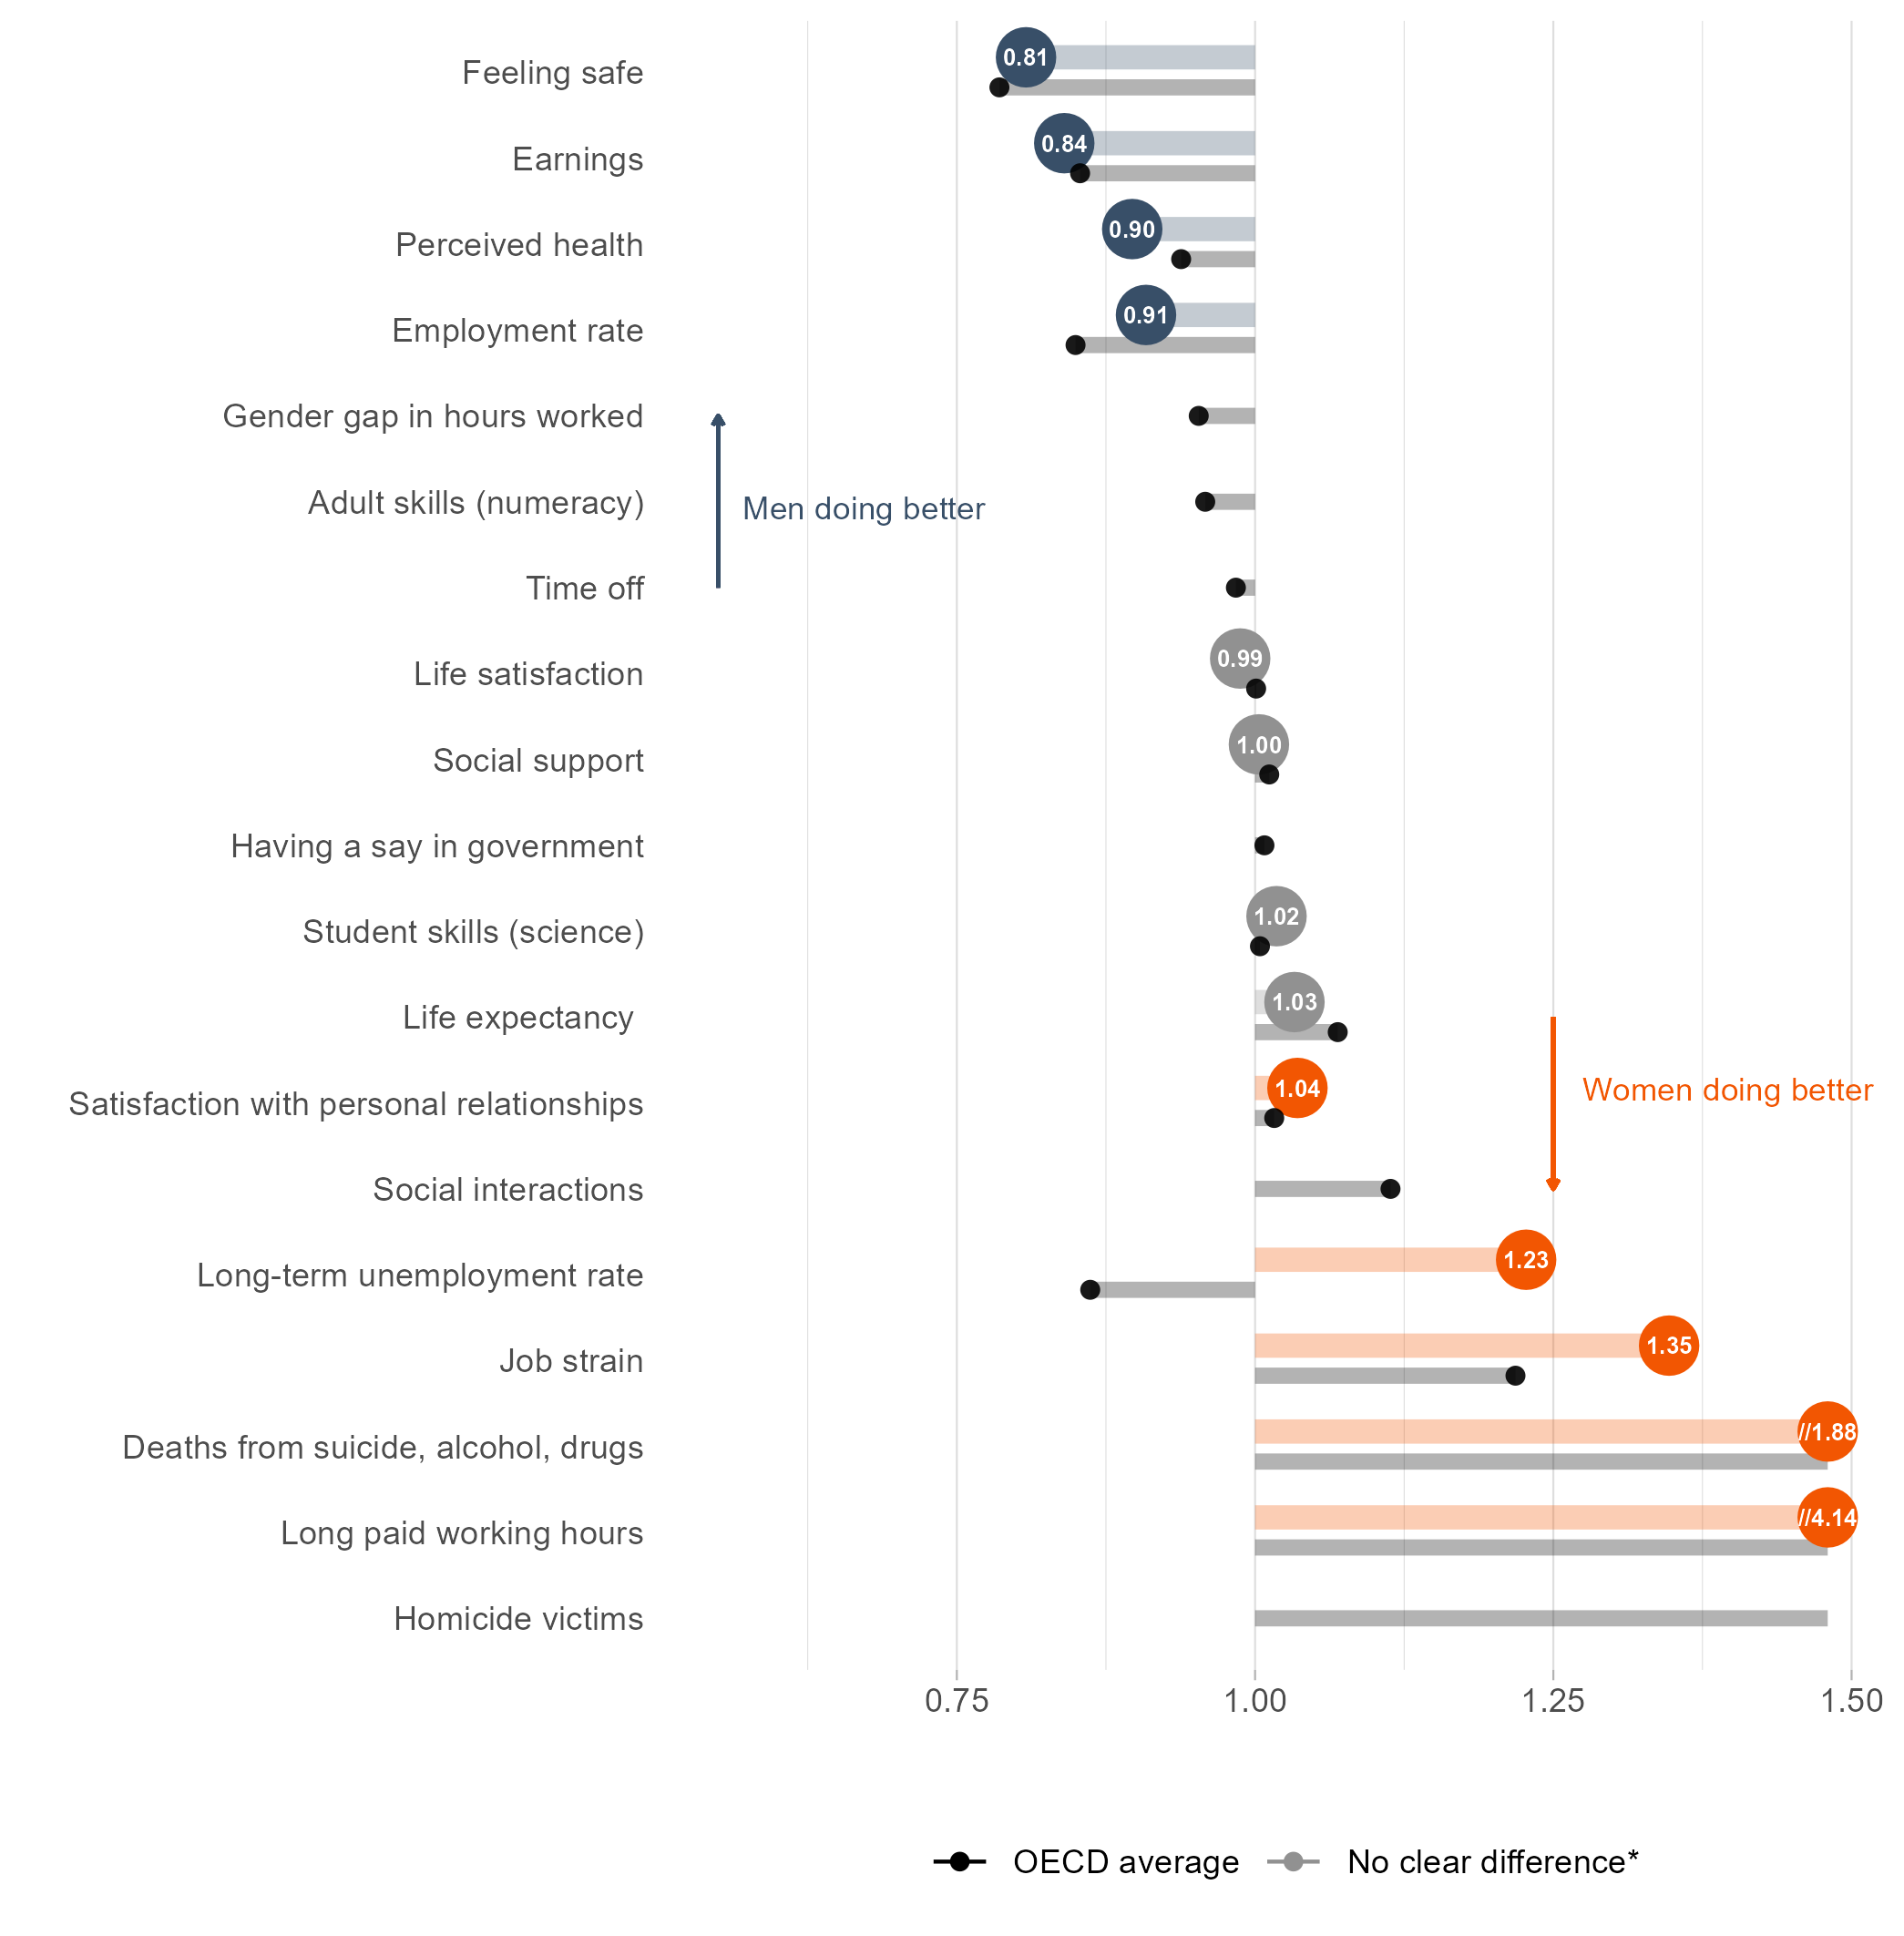 Feeling safe
0.81
Earnings
0.84
Perceived health
0.90
Employment rate
0.91
Gender gap in hours worked
Adult skills (numeracy)
Men doing better
Time off
Life satisfaction
0.99
Social support
1.00
Having a say in government
Student skills (science)
1.02
Life expectancy
1.03
Satisfaction with personal relationships
1.04
Women doing better
Social interactions
Long-term unemployment rate
1.23
Job strain
1.35
Deaths from suicide, alcohol, drugs
//1.88
Long paid working hours
//4.14
Homicide victims
0.75 1.00 1.25 1.50
OECD average No clear difference*